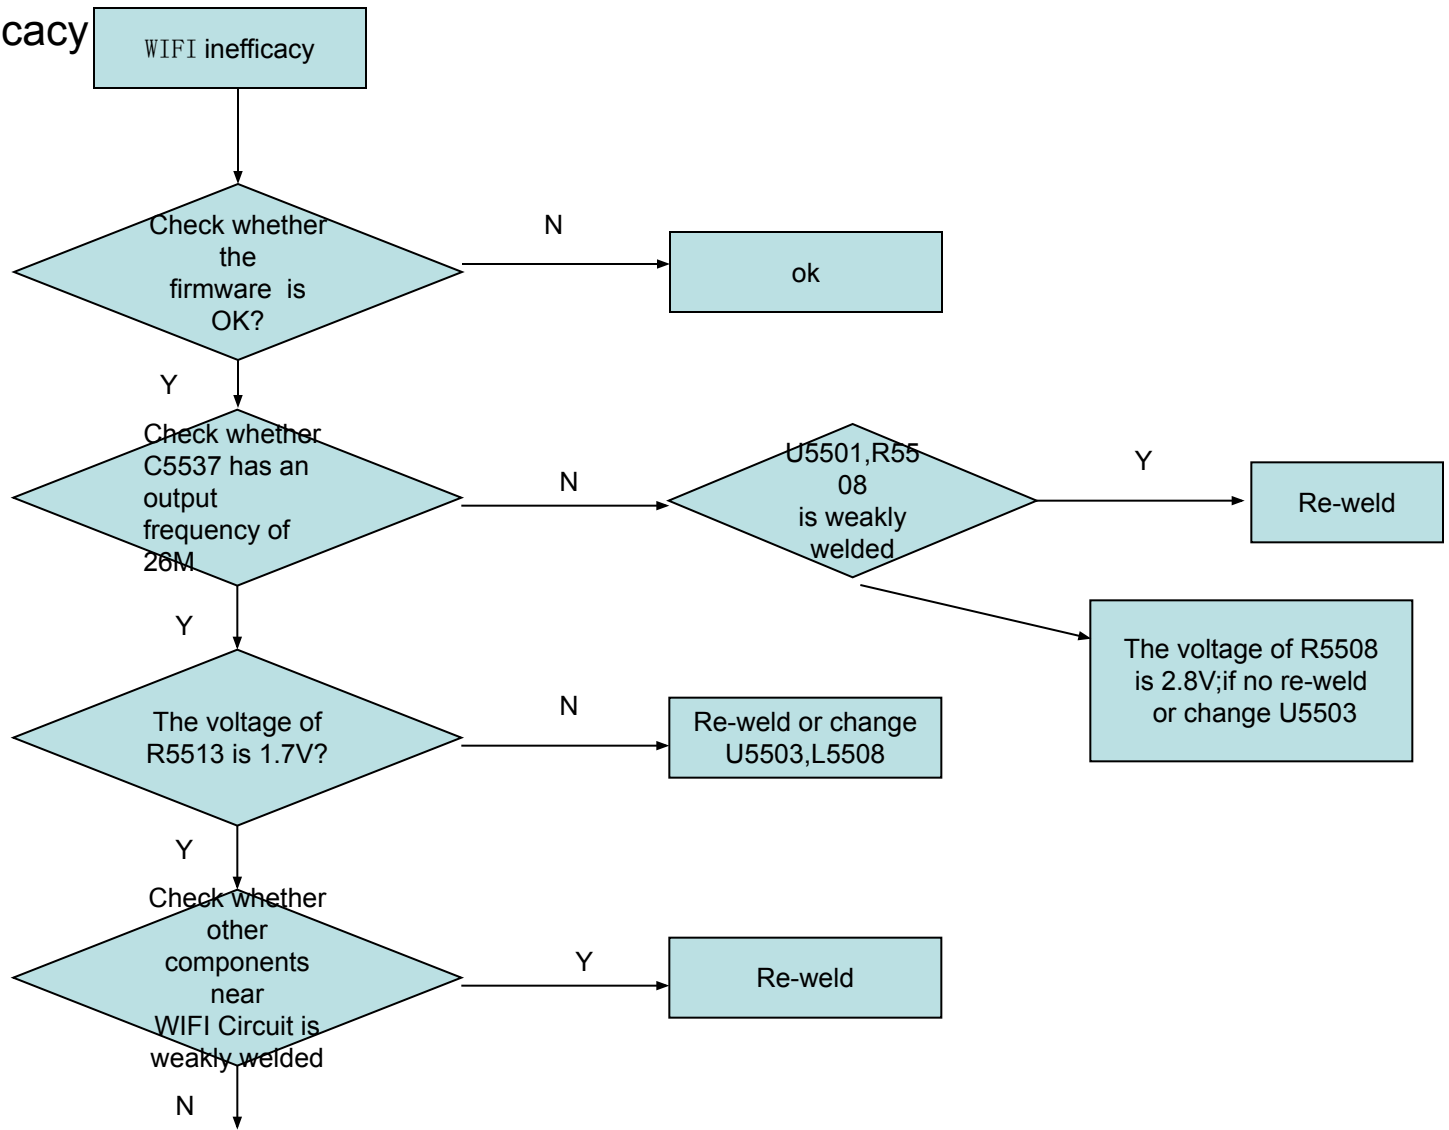 cacy
WIFI inefficacy
Check whether
the
firmware is
OK?
N
ok
Y
Check whether
C5537 has an
output
frequency of
26M
N
U5501,R55
08
is weakly
welded
Y
Re-weld
Y
The voltage of R5508
is 2.8V;if no re-weld
or change U5503
The voltage of
R5513 is 1.7V?
N
Re-weld or change
U5503,L5508
Y
Check whether
other
components
near
WIFI Circuit is
weakly welded
Y
Re-weld
N